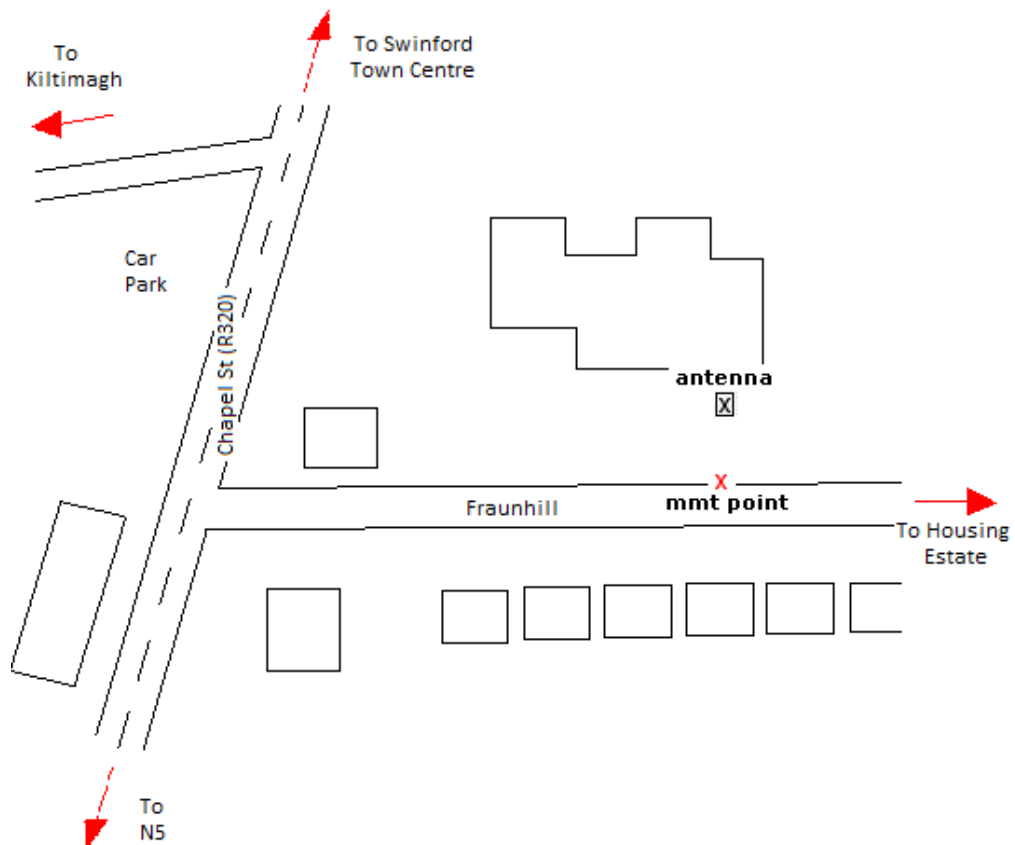 To
Kiltimagh
To Swinford
Town Centre
Car
Park
Chapel St (R320)
antenna
X
X
mmt point
Fraunhill
To Housing
Estate
To
N5